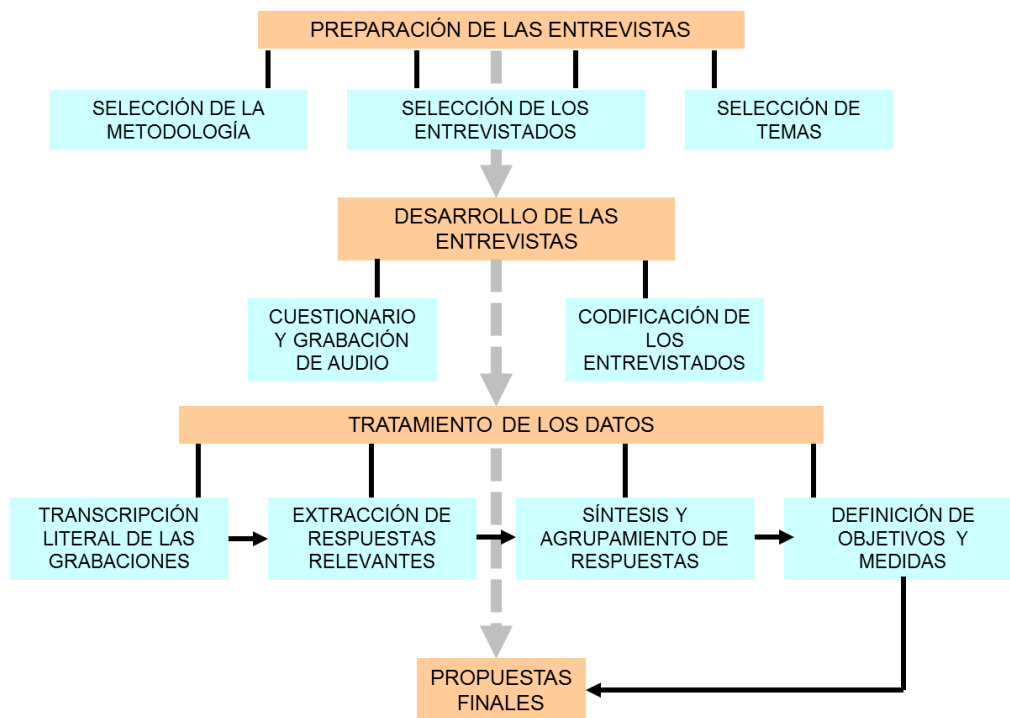 PREPARACIÓN DE LAS ENTREVISTAS
SELECCIÓN DE LA
METODOLOGÍA
SELECCIÓN DE LOS
ENTREVISTADOS
SELECCIÓN DE
TEMAS
DESARROLLO DE LAS
ENTREVISTAS
CUESTIONARIO
Y GRABACIÓN
DE AUDIO
CODIFICACIÓN DE
LOS
ENTREVISTADOS
TRATAMIENTO DE LOS DATOS
TRANSCRIPCIÓN
LITERAL DE LAS
GRABACIONES
EXTRACCIÓN DE
RESPUESTAS
RELEVANTES
SÍNTESIS Y
AGRUPAMIENTO DE
RESPUESTAS
DEFINICIÓN DE
OBJETIVOS Y
MEDIDAS
PROPUESTAS
FINALES